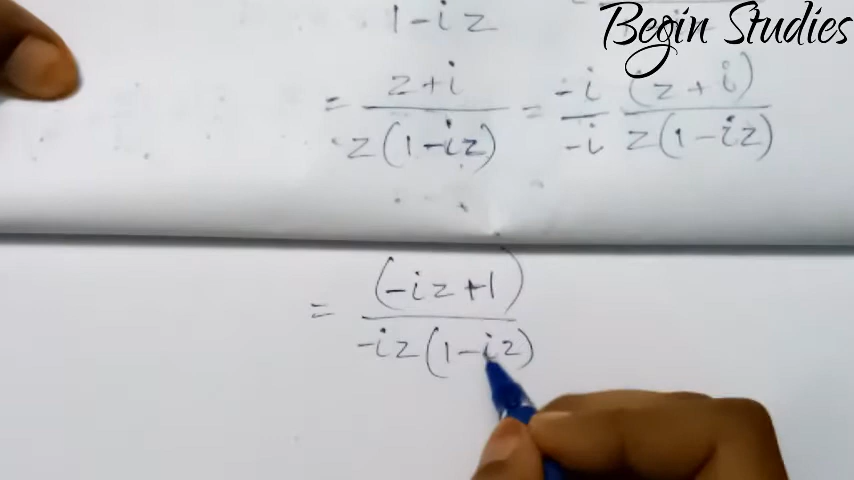 Begin Studies
1-iz
= z+i / z(1-iz) = -i / -i (z+i) / z(1-iz)
= (-iz+1) / -iz(1-iz)